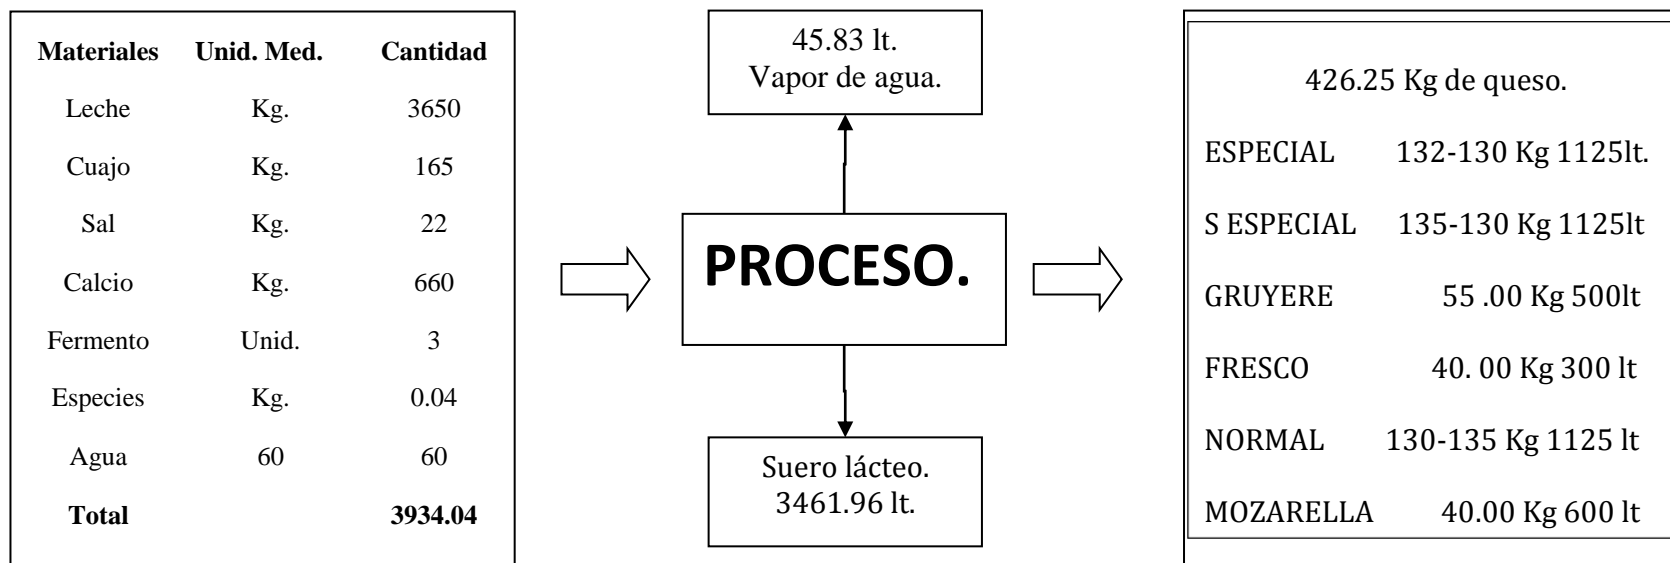 Materiales Unid. Med. Cantidad
Leche Kg. 3650
Cuajo Kg. 165
Sal Kg. 22
Calcio Kg. 660
Fermento Unid. 3
Especies Kg. 0.04
Agua 60 60
Total 3934.04
45.83 lt.
Vapor de agua.
PROCESO.
Suero lácteo.
3461.96 lt.
426.25 Kg de queso.
ESPECIAL 132-130 Kg 1125lt.
S ESPECIAL 135-130 Kg 1125lt
GRUYERE 55 .00 Kg 500lt
FRESCO 40. 00 Kg 300 lt
NORMAL 130-135 Kg 1125 lt
MOZARELLA 40.00 Kg 600 lt